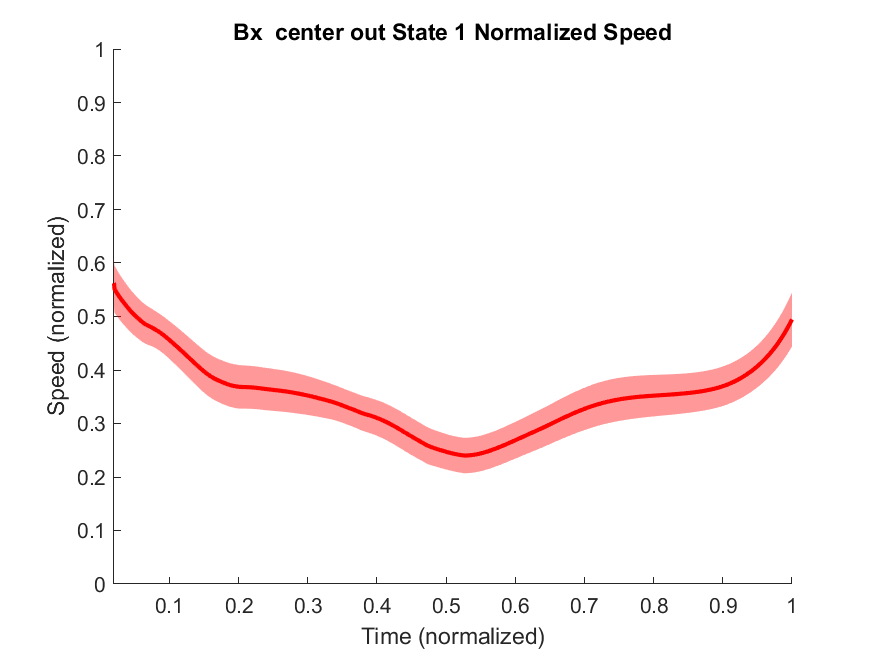 Bx  center out State 1 Normalized Speed
1
0.9
0.8
0.7
0.6
0.5
0.4
0.3
0.2
0.1
0
Speed (normalized)
0.1 0.2 0.3 0.4 0.5 0.6 0.7 0.8 0.9 1
Time (normalized)